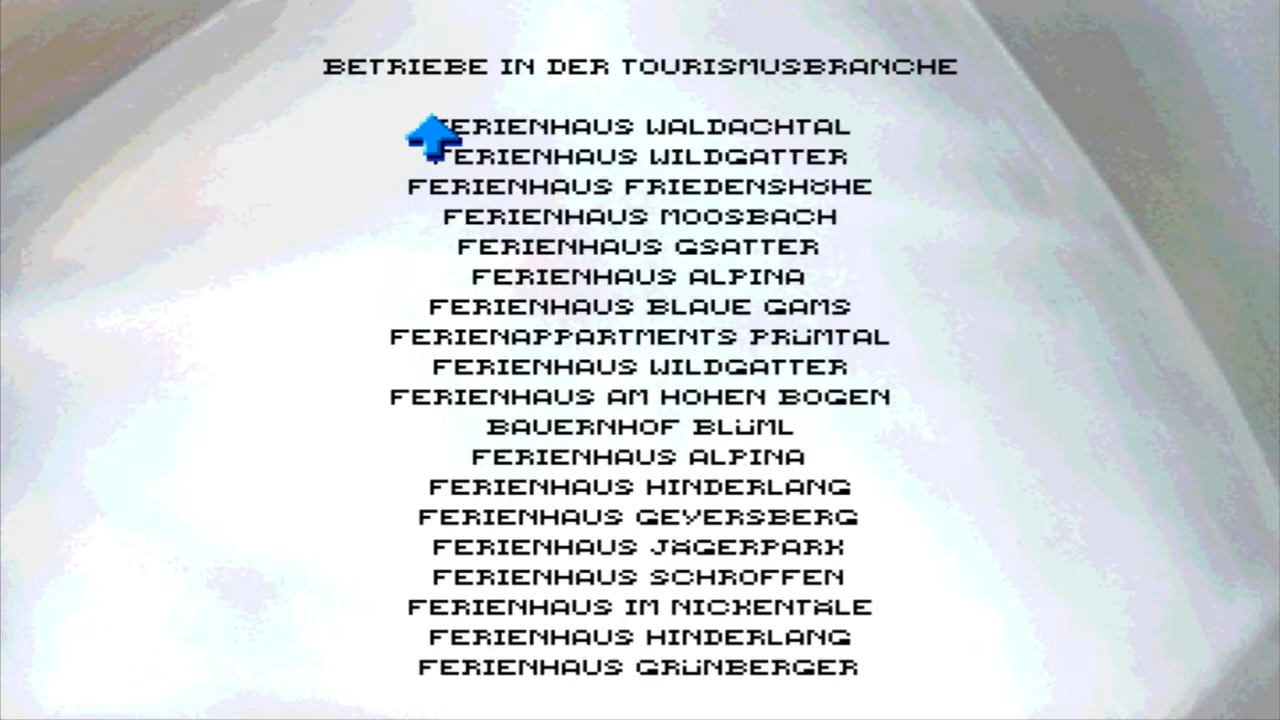 BETRIEBE IN DER TOURISMUSBRANCHE
FERIENHAUS WALDACHTAL
FERIENHAUS WILDGATTER
FERIENHAUS FRIEDENSHÖHE
FERIENHAUS MOOSBACH
FERIENHAUS GSATTER
FERIENHAUS ALPINA
FERIENHAUS BLAUE GAMS
FERIENAPPARTMENTS PRÜMTAL
FERIENHAUS WILDGATTER
FERIENHAUS AM HOHEN BOGEN
BAUERNHOF BLÜML
FERIENHAUS ALPINA
FERIENHAUS HINDERLANG
FERIENHAUS GEYERSBERG
FERIENHAUS JÄGERPARK
FERIENHAUS SCHROFFEN
FERIENHAUS IM NICKENTÄLE
FERIENHAUS HINDERLANG
FERIENHAUS GRÜNBERGER